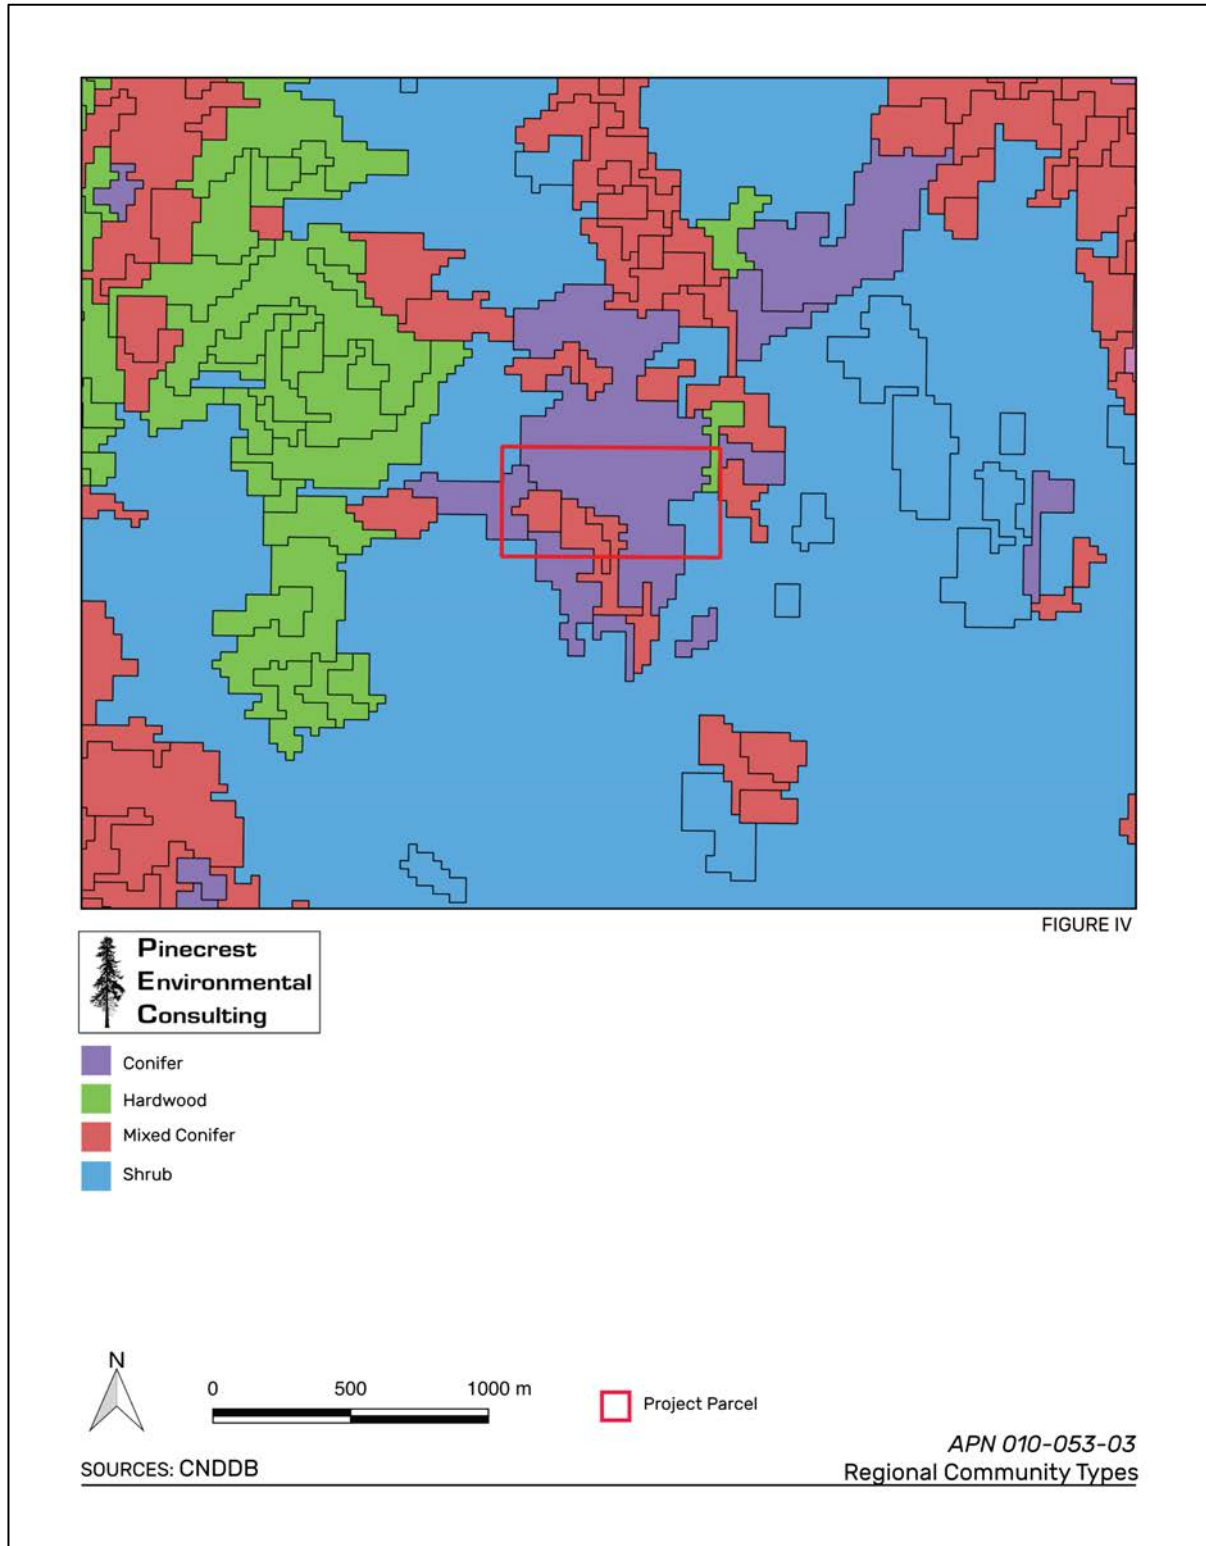 FIGURE IV
Pinecrest
Environmental
Consulting
Conifer
Hardwood
Mixed Conifer
Shrub
N
0 500 1000 m
Project Parcel
APN 010-053-03
SOURCES: CNDDB
Regional Community Types